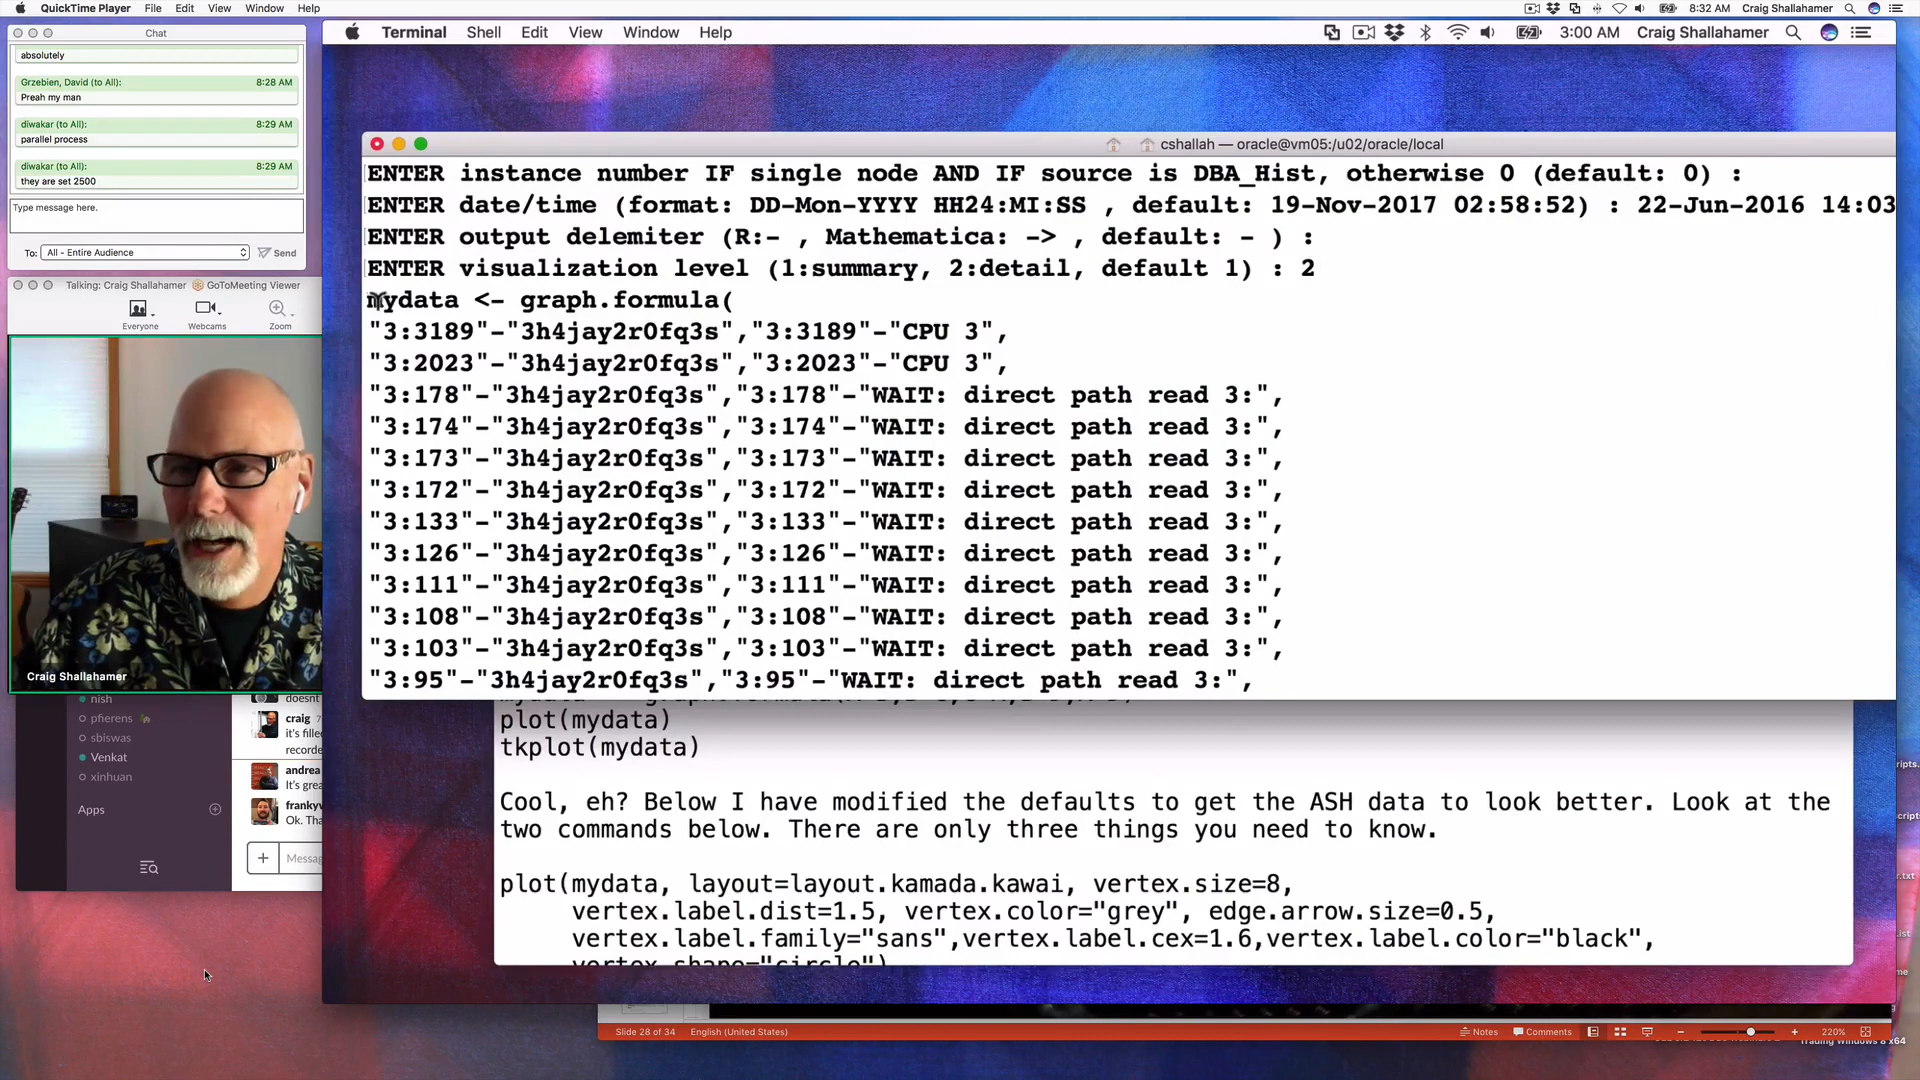 QuickTime Player File Edit View Window Help
8:32 AM Craig Shallahamer
Chat
absolutely
Grzebien, David (to All): 8:28 AM
Preah my man
diwakar (to All): 8:29 AM
parallel process
diwakar (to All): 8:29 AM
they are set 2500
Type message here.
To: All - Entire Audience Send
Talking: Craig Shallahamer GoToMeeting Viewer
Everyone Webcams Zoom
Craig Shallahamer
nish
pfierens
sbiswas
Venkat
xinhuan
Apps
doesnt
craig
it's filled
recorde
andrea
It's grea
frankyv
Ok. Tha
Messa
Terminal Shell Edit View Window Help
3:00 AM Craig Shallahamer
cshallah — oracle@vm05:/u02/oracle/local
ENTER instance number IF single node AND IF source is DBA_Hist, otherwise 0 (default: 0) :
ENTER date/time (format: DD-Mon-YYYY HH24:MI:SS , default: 19-Nov-2017 02:58:52) : 22-Jun-2016 14:03
ENTER output delemiter (R:- , Mathematica: -> , default: - ) :
ENTER visualization level (1:summary, 2:detail, default 1) : 2
mydata <- graph.formula(
"3:3189"-"3h4jay2r0fq3s","3:3189"-"CPU 3",
"3:2023"-"3h4jay2r0fq3s","3:2023"-"CPU 3",
"3:178"-"3h4jay2r0fq3s","3:178"-"WAIT: direct path read 3:",
"3:174"-"3h4jay2r0fq3s","3:174"-"WAIT: direct path read 3:",
"3:173"-"3h4jay2r0fq3s","3:173"-"WAIT: direct path read 3:",
"3:172"-"3h4jay2r0fq3s","3:172"-"WAIT: direct path read 3:",
"3:133"-"3h4jay2r0fq3s","3:133"-"WAIT: direct path read 3:",
"3:126"-"3h4jay2r0fq3s","3:126"-"WAIT: direct path read 3:",
"3:111"-"3h4jay2r0fq3s","3:111"-"WAIT: direct path read 3:",
"3:108"-"3h4jay2r0fq3s","3:108"-"WAIT: direct path read 3:",
"3:103"-"3h4jay2r0fq3s","3:103"-"WAIT: direct path read 3:",
"3:95"-"3h4jay2r0fq3s","3:95"-"WAIT: direct path read 3:",
plot(mydata)
tkplot(mydata)
Cool, eh? Below I have modified the defaults to get the ASH data to look better. Look at the
two commands below. There are only three things you need to know.
plot(mydata, layout=layout.kamada.kawai, vertex.size=8,
vertex.label.dist=1.5, vertex.color="grey", edge.arrow.size=0.5,
vertex.label.family="sans",vertex.label.cex=1.6,vertex.label.color="black",
vertex.shape="circle")
Slide 28 of 34 English (United States) Notes Comments 220%
Trading Windows 8 x64